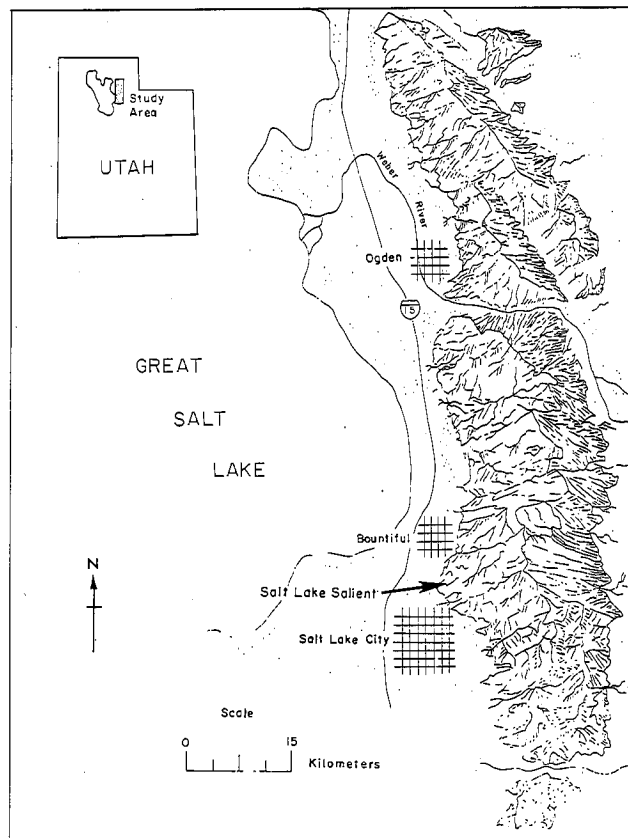 Study
Area
UTAH
Weber
River
Ogden
15
GREAT
SALT
LAKE
Bountiful
N
Salt Lake Salient
Salt Lake City
Scale
0 15
Kilometers